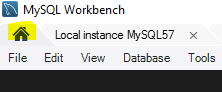 MySQL Workbench
Local instance MySQL57
File Edit View Database Tools